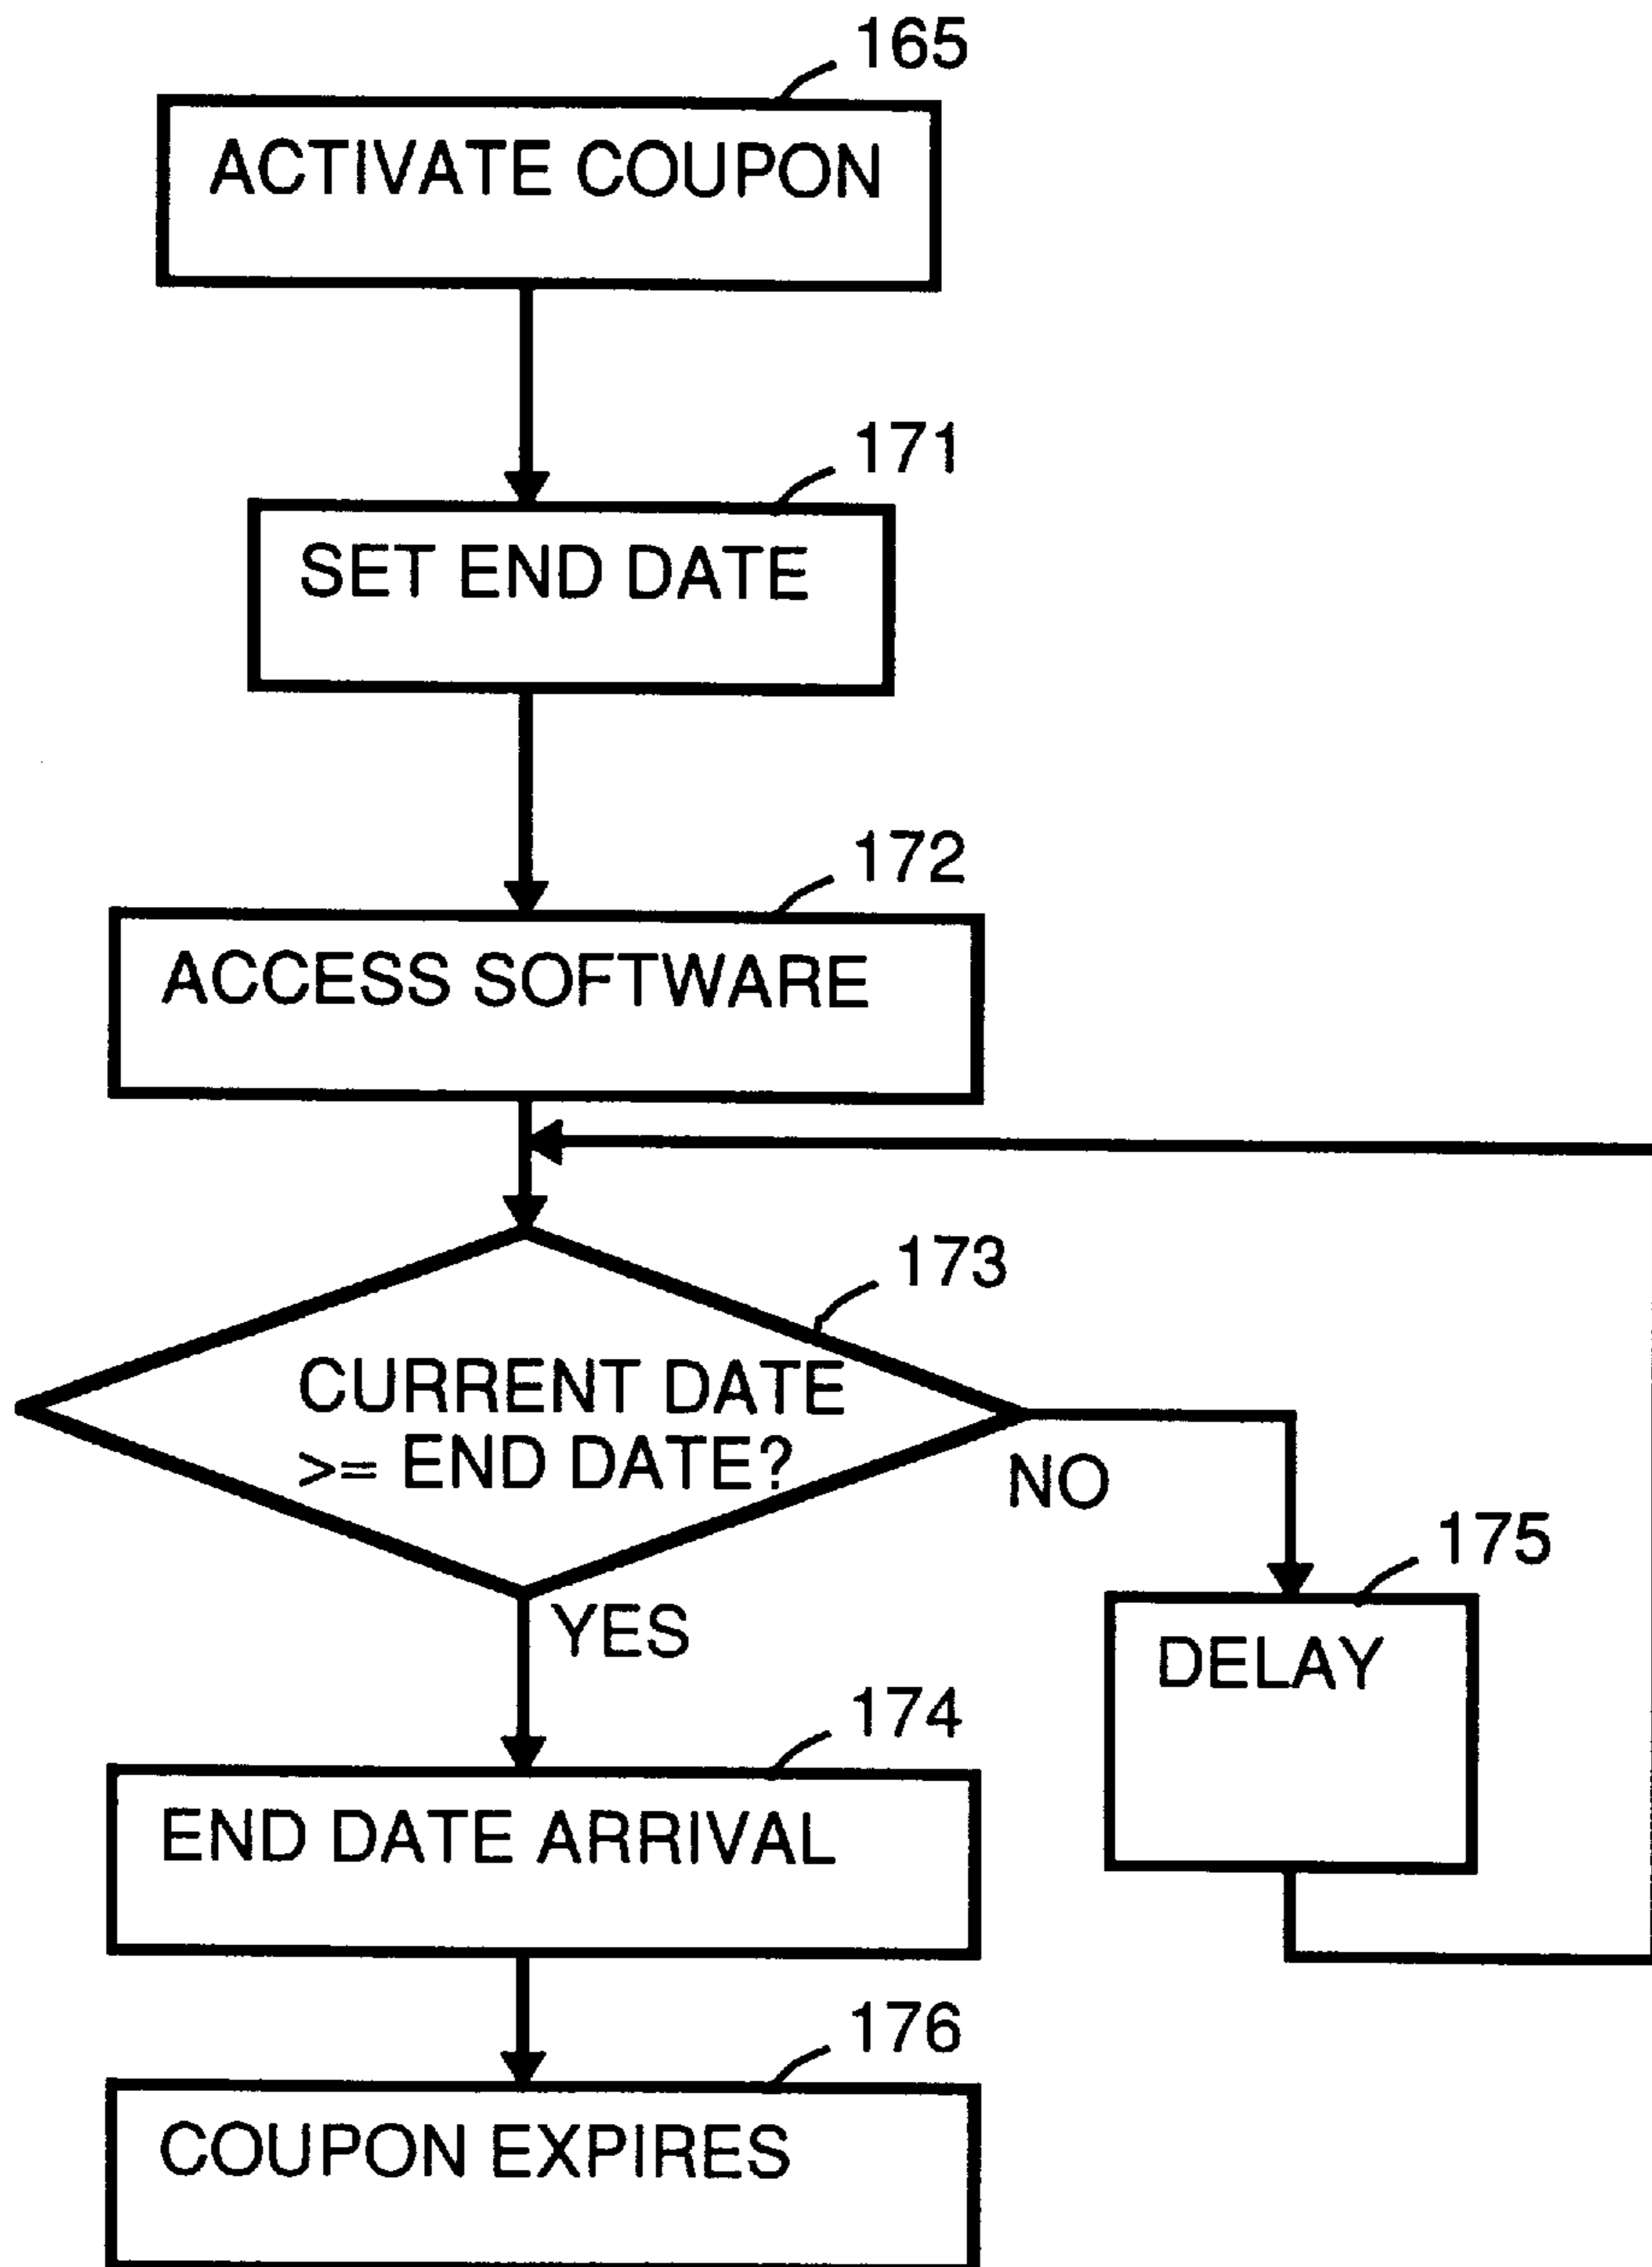 165
ACTIVATE COUPON
171
SET END DATE
172
ACCESS SOFTWARE
173
CURRENT DATE
>= END DATE?
NO
YES
175
DELAY
174
END DATE ARRIVAL
176
COUPON EXPIRES